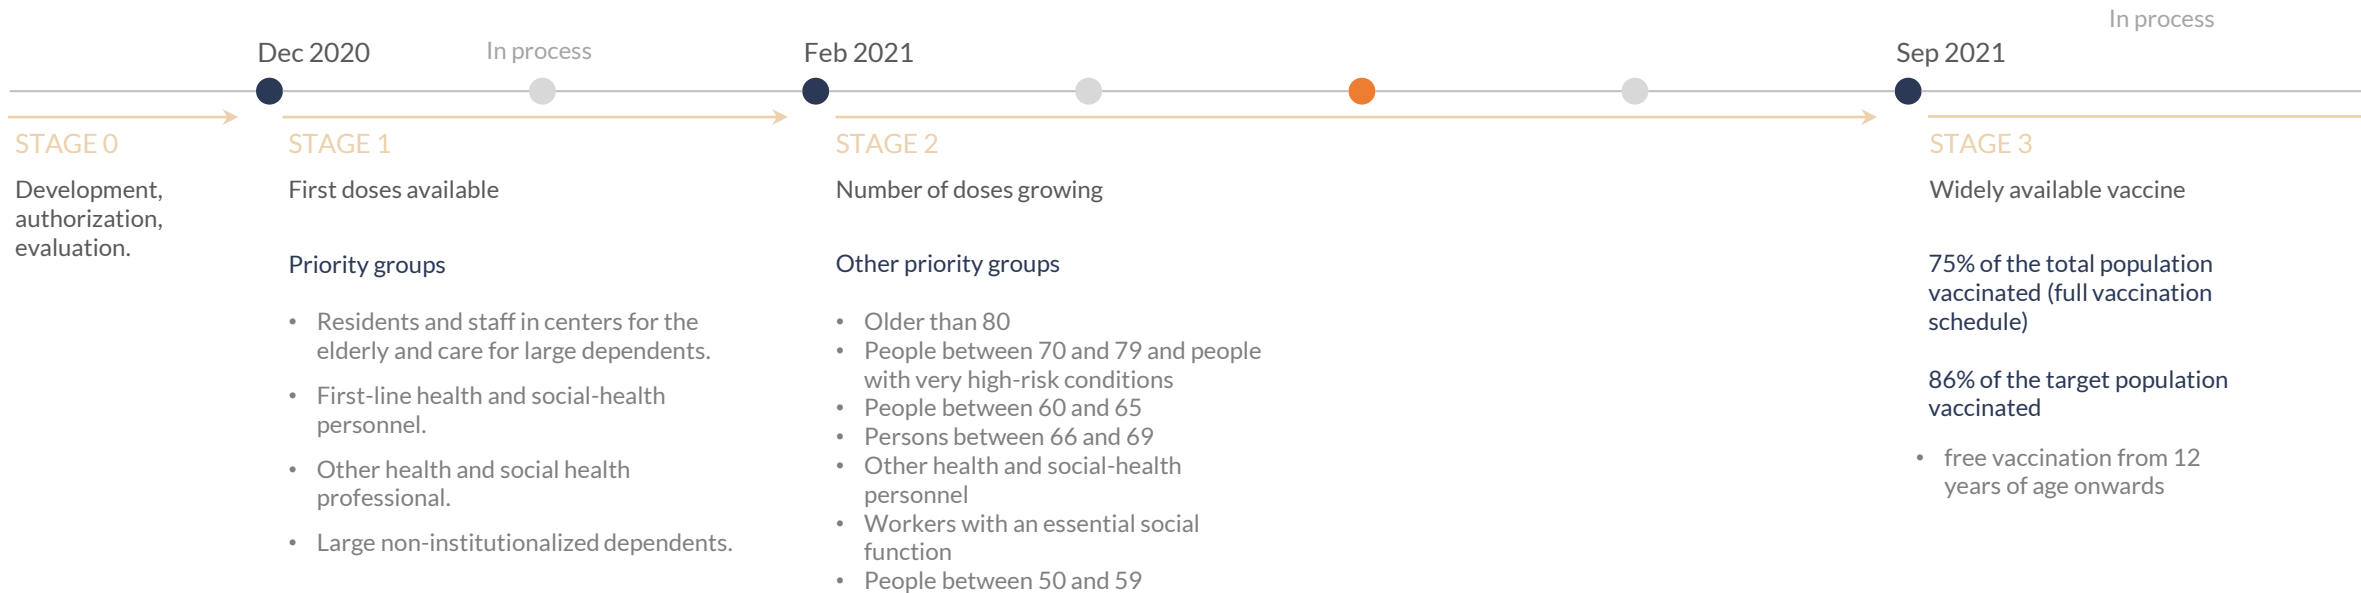 In process
Dec 2020
In process
Feb 2021
Sep 2021
STAGE 0
Development,
authorization,
evaluation.
STAGE 1
First doses available
Priority groups
• Residents and staff in centers for the
elderly and care for large dependents.
• First-line health and social-health
personnel.
• Other health and social health
professional.
• Large non-institutionalized dependents.
STAGE 2
Number of doses growing
Other priority groups
• Older than 80
• People between 70 and 79 and people
with very high-risk conditions
• People between 60 and 65
• Persons between 66 and 69
• Other health and social-health
personnel
• Workers with an essential social
function
• People between 50 and 59
STAGE 3
Widely available vaccine
75% of the total population
vaccinated (full vaccination
schedule)
86% of the target population
vaccinated
• free vaccination from 12
years of age onwards